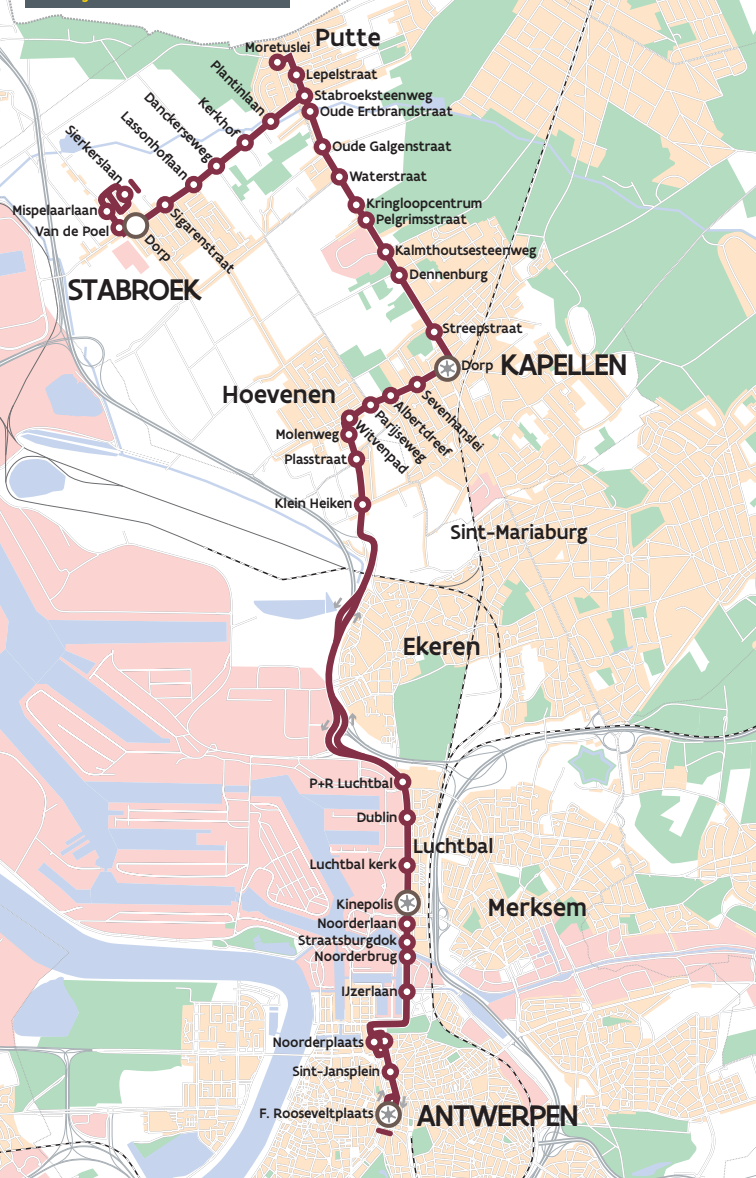 Putte
Moretuslei
Lepelstraat
Plantinlaan
Stabroeksteenweg
Oude Ertbrandstraat
Kerkhof
Danckerseweg
Lassonhoflaan
Oude Galgenstraat
Sierkerslaan
Waterstraat
Mispelaarlaan
Kringloopcentrum
Pelgrimsstraat
Van de Poel
Sigarenstraat
Dorp
Kalmthoutsesteenweg
Dennenburg
STABROEK
Streepstraat
Dorp
KAPELLEN
Hoevenen
Sevenhanslei
Albertdreef
Parijseweg
Witvenpad
Molenweg
Plasstraat
Klein Heiken
Sint-Mariaburg
Ekeren
P+R Luchtbal
Dublin
Luchtbal
Luchtbal kerk
Kinepolis
Merksem
Noorderlaan
Straatsburgdok
Noorderbrug
IJzerlaan
Noorderplaats
Sint-Jansplein
F. Rooseveltplaats
ANTWERPEN